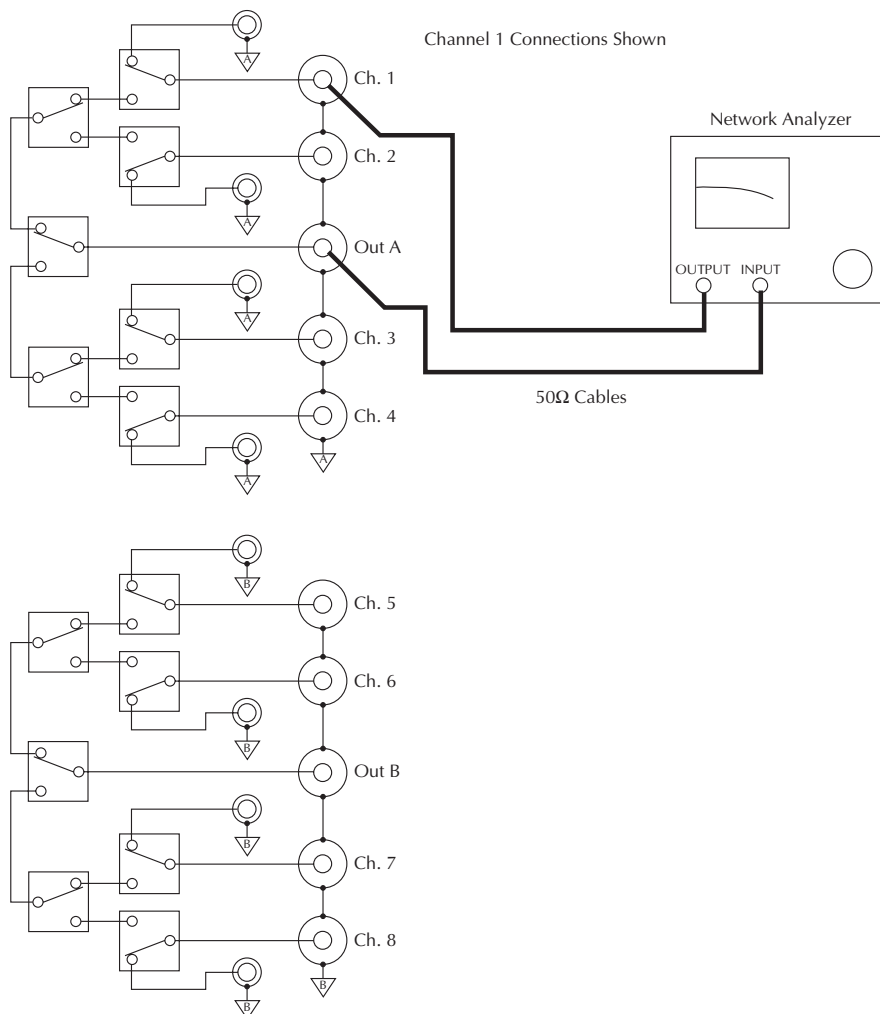 Channel 1 Connections Shown
A
Ch. 1
Network Analyzer
Ch. 2
A
Out A
OUTPUT INPUT
A
Ch. 3
50Ω Cables
Ch. 4
A
A
B
Ch. 5
Ch. 6
B
Out B
B
Ch. 7
Ch. 8
B
B